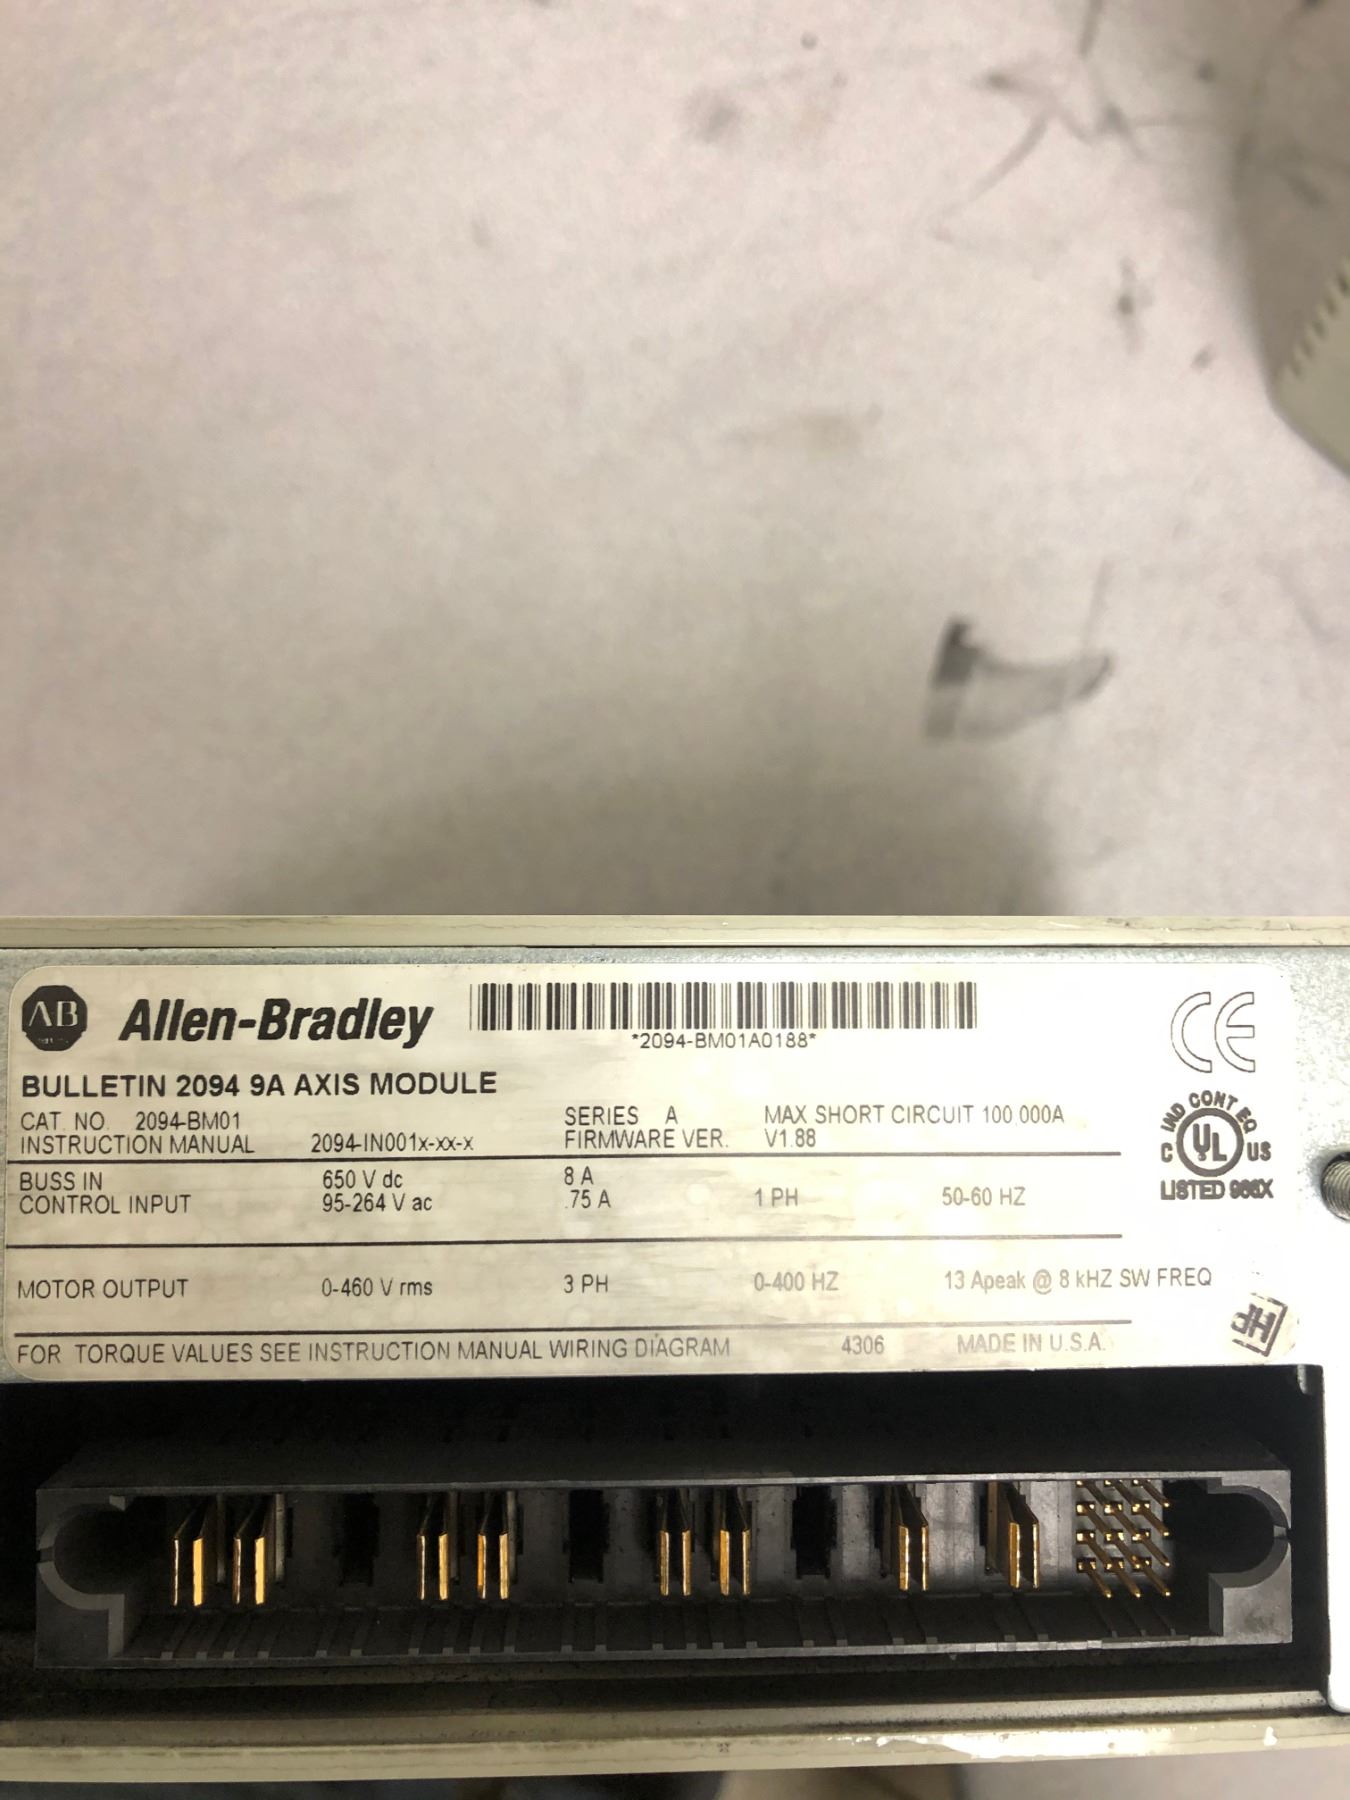 AB Allen-Bradley
*2094-BM01A0188*
CE
BULLETIN 2094 9A AXIS MODULE
CAT. NO. 2094-BM01 SERIES A MAX SHORT CIRCUIT 100,000A
INSTRUCTION MANUAL 2094-IN001x-xx-x FIRMWARE VER. V1.88
IND CONT EQ
C UL US
LISTED 966X
BUSS IN 650 V dc 8 A
CONTROL INPUT 95-264 V ac .75 A 1 PH 50-60 HZ
MOTOR OUTPUT 0-460 V rms 3 PH 0-400 HZ 13 Apeak @ 8 kHZ SW FREQ
FOR TORQUE VALUES SEE INSTRUCTION MANUAL WIRING DIAGRAM 4306 MADE IN U.S.A.